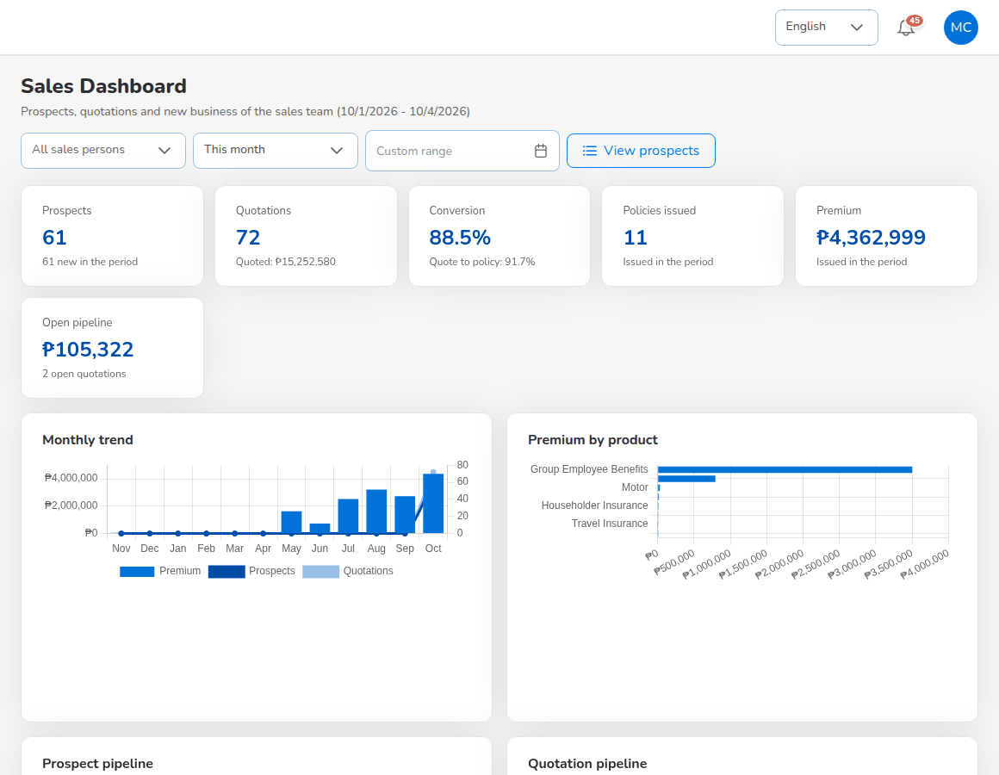 English
45
MC
Sales Dashboard
Prospects, quotations and new business of the sales team (10/1/2026 - 10/4/2026)
All sales persons
This month
Custom range
View prospects
Prospects
61
61 new in the period
Quotations
72
Quoted: ₱15,252,580
Conversion
88.5%
Quote to policy: 91.7%
Policies issued
11
Issued in the period
Premium
₱4,362,999
Issued in the period
Open pipeline
₱105,322
2 open quotations
Monthly trend
₱4,000,000
₱2,000,000
₱0
80
60
40
20
0
Nov Dec Jan Feb Mar Apr May Jun Jul Aug Sep Oct
Premium Prospects Quotations
Premium by product
Group Employee Benefits
Motor
Householder Insurance
Travel Insurance
₱0 ₱500,000 ₱1,000,000 ₱1,500,000 ₱2,000,000 ₱2,500,000 ₱3,000,000 ₱3,500,000 ₱4,000,000
Prospect pipeline
Quotation pipeline